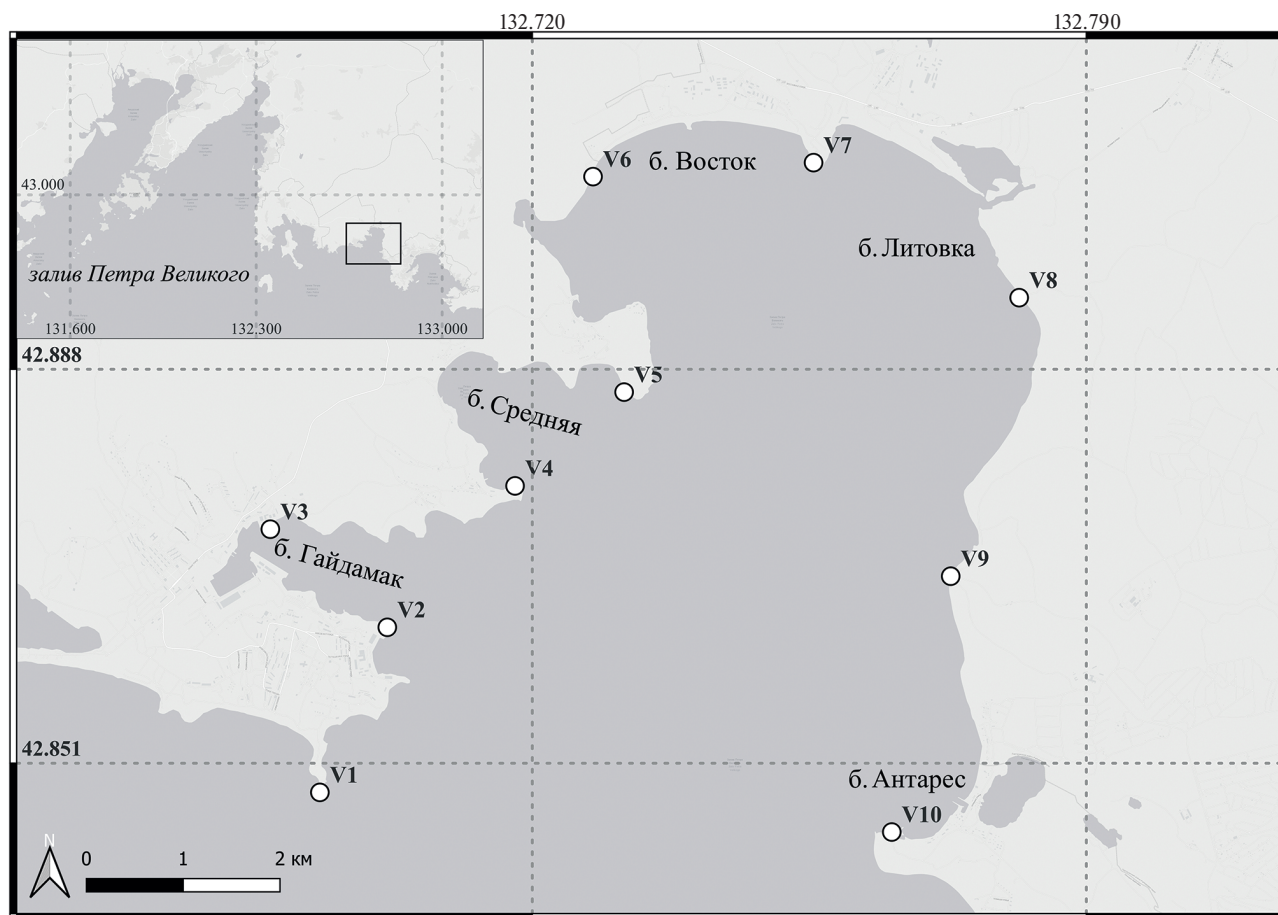 132.720
132.790
V6
б. Восток
V7
43.000
б. Литовка
залив Петра Великого
V8
131,600
132,300
133,000
42.888
V5
б. Средняя
V4
V3
б. Гайдамак
V9
V2
42.851
V1
б. Антарес
V10
N
0
1
2 км